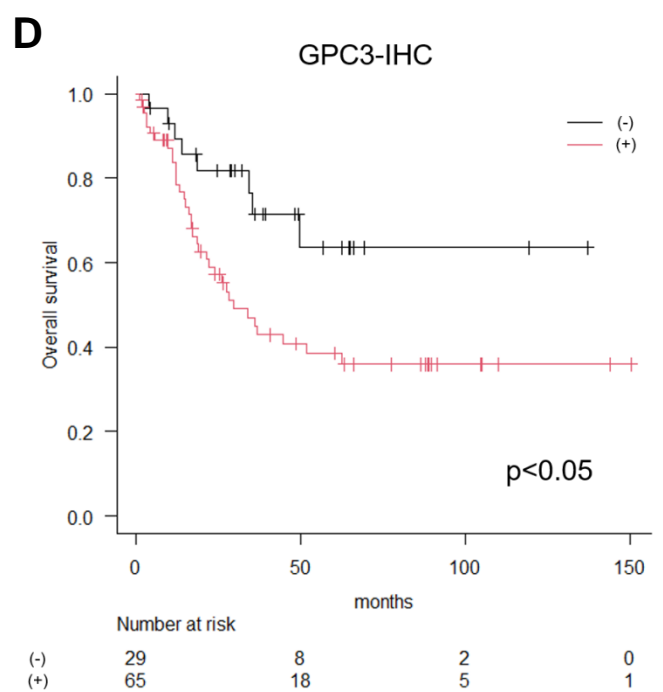 D
GPC3-IHC
(-)
(+)
Overall survival
1.0
0.8
0.6
0.4
0.2
0.0
p<0.05
0 50 100 150
months
Number at risk
(-) 29 8 2 0
(+) 65 18 5 1